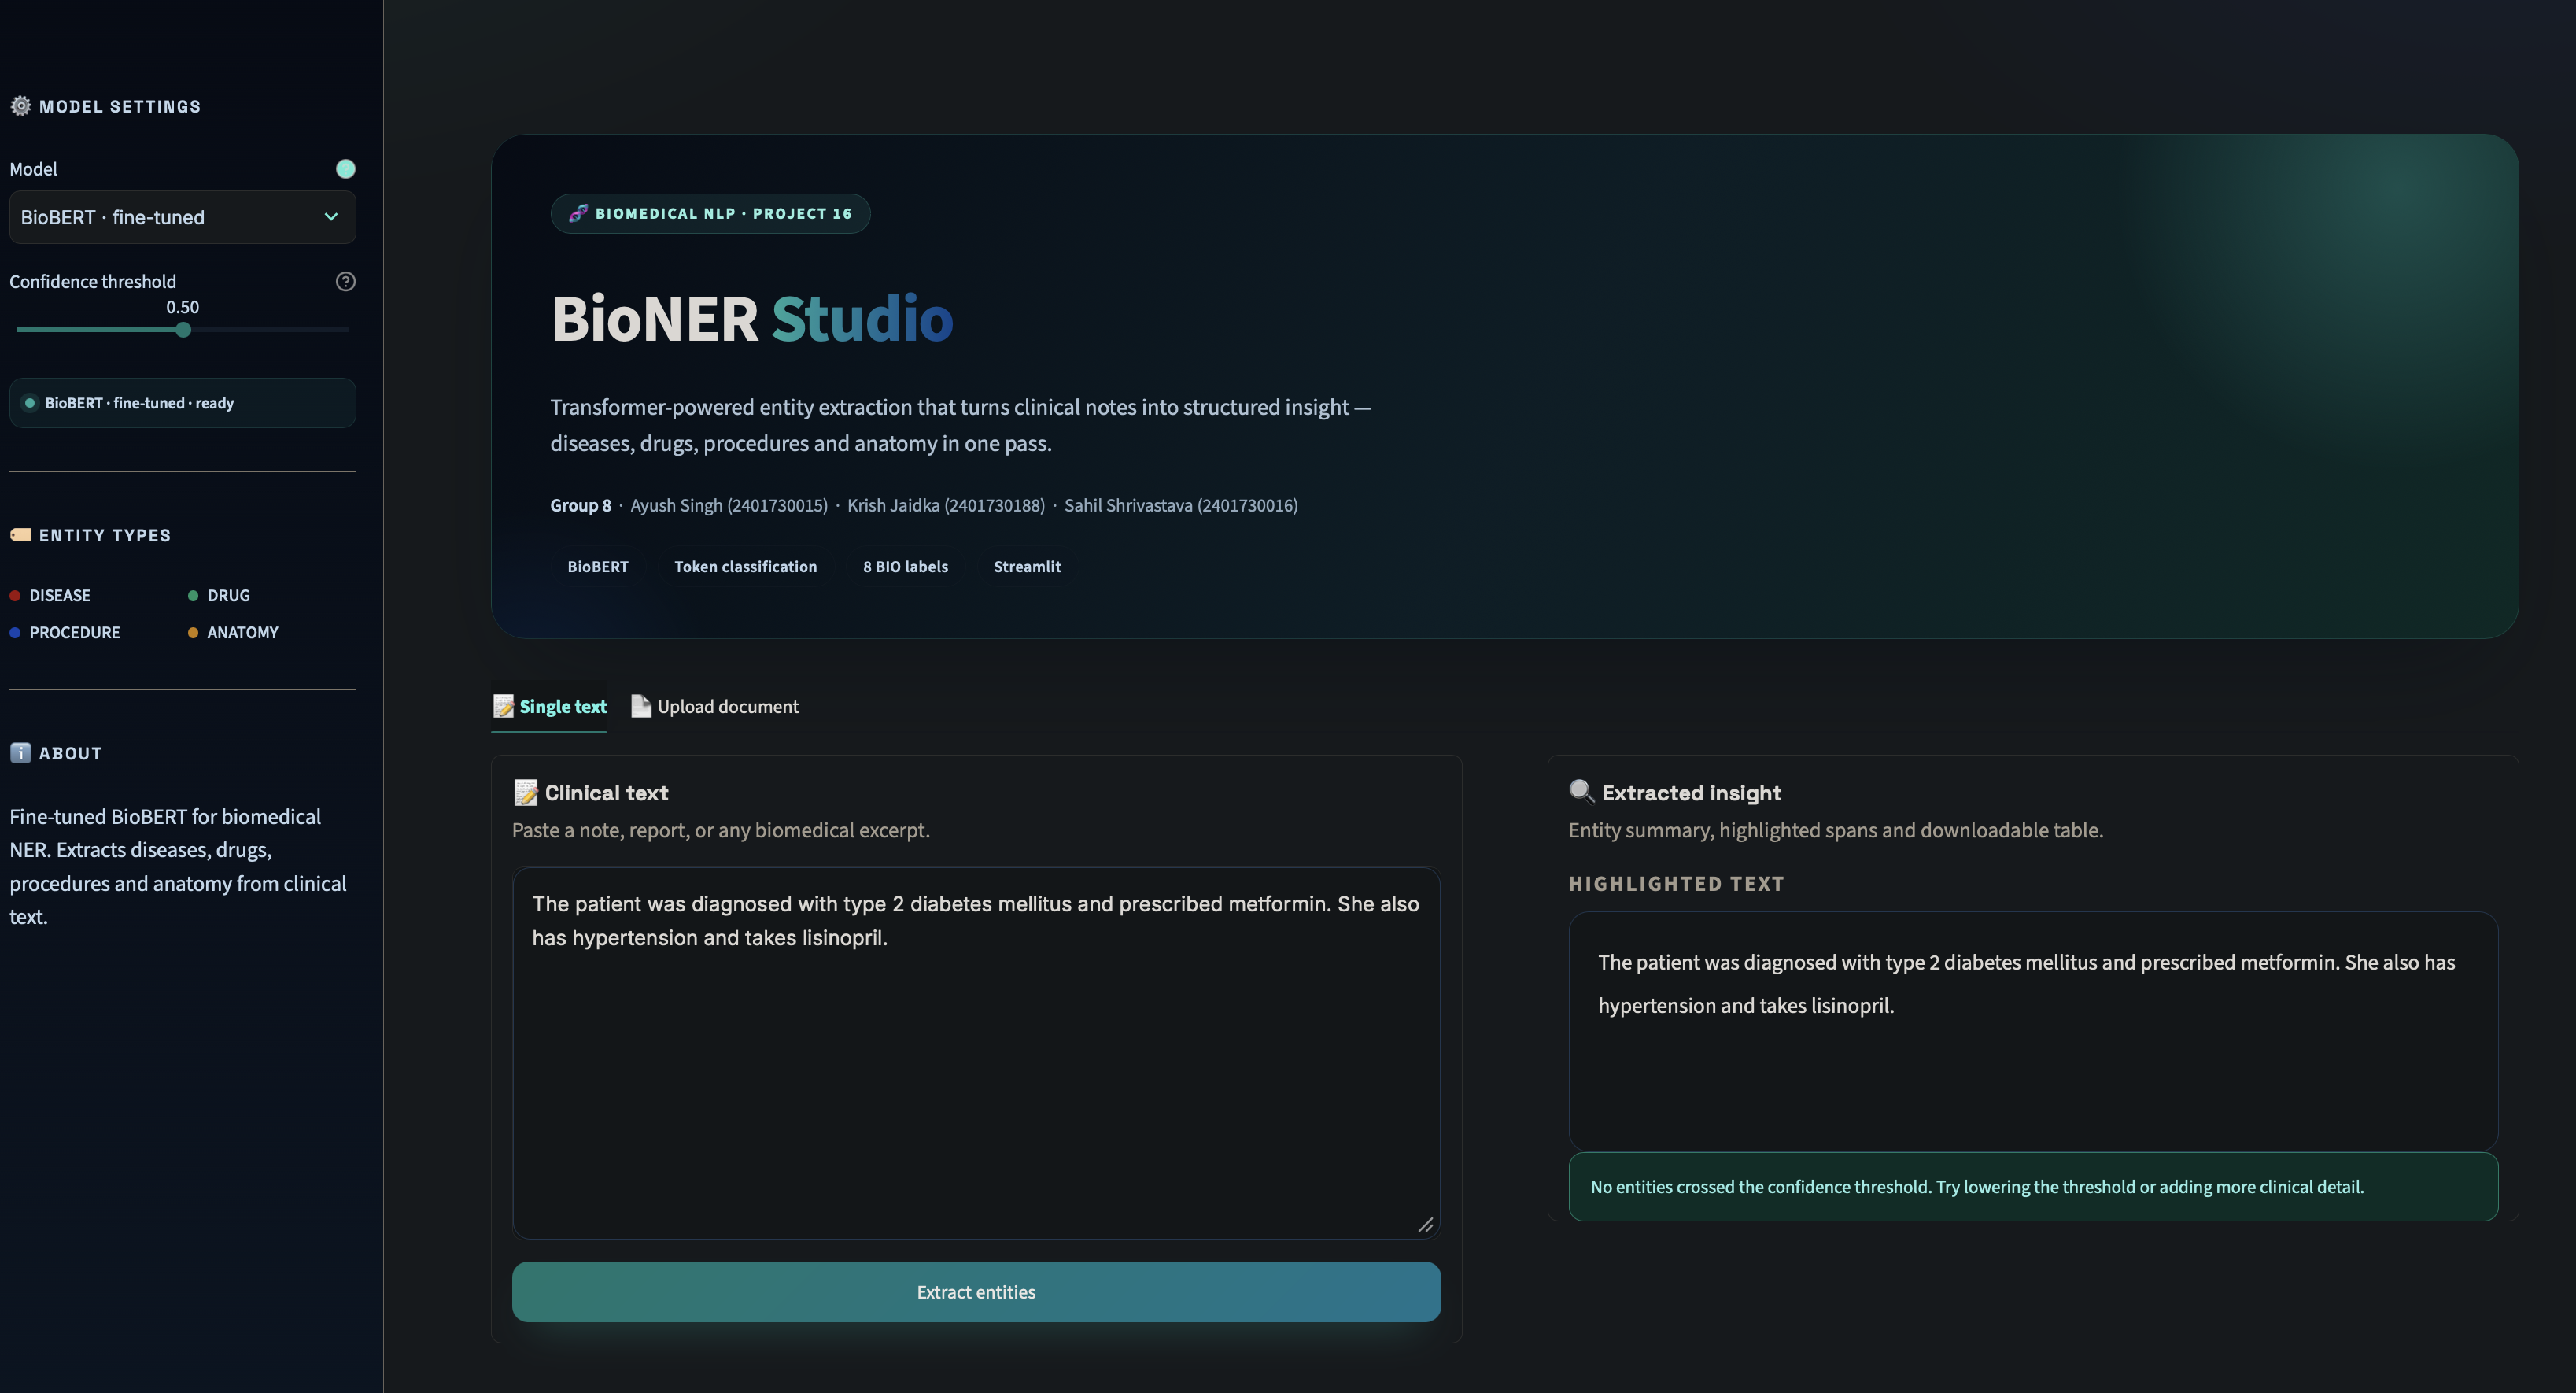 MODEL SETTINGS
Model
BioBERT · fine-tuned
Confidence threshold
0.50
BioBERT · fine-tuned · ready
ENTITY TYPES
DISEASE
DRUG
PROCEDURE
ANATOMY
ABOUT
Fine-tuned BioBERT for biomedical
NER. Extracts diseases, drugs,
procedures and anatomy from clinical
text.
BIOMEDICAL NLP · PROJECT 16
BioNER Studio
Transformer-powered entity extraction that turns clinical notes into structured insight —
diseases, drugs, procedures and anatomy in one pass.
Group 8 · Ayush Singh (2401730015) · Krish Jaidka (2401730188) · Sahil Shrivastava (2401730016)
BioBERT
Token classification
8 BIO labels
Streamlit
Single text
Upload document
Clinical text
Paste a note, report, or any biomedical excerpt.
The patient was diagnosed with type 2 diabetes mellitus and prescribed metformin. She also
has hypertension and takes lisinopril.
Extract entities
Extracted insight
Entity summary, highlighted spans and downloadable table.
HIGHLIGHTED TEXT
The patient was diagnosed with type 2 diabetes mellitus and prescribed metformin. She also has
hypertension and takes lisinopril.
No entities crossed the confidence threshold. Try lowering the threshold or adding more clinical detail.